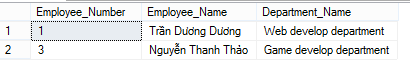 Employee_Number Employee_Name Department_Name
1 1 Trần Dương Dương Web develop department
2 3 Nguyễn Thanh Thảo Game develop department